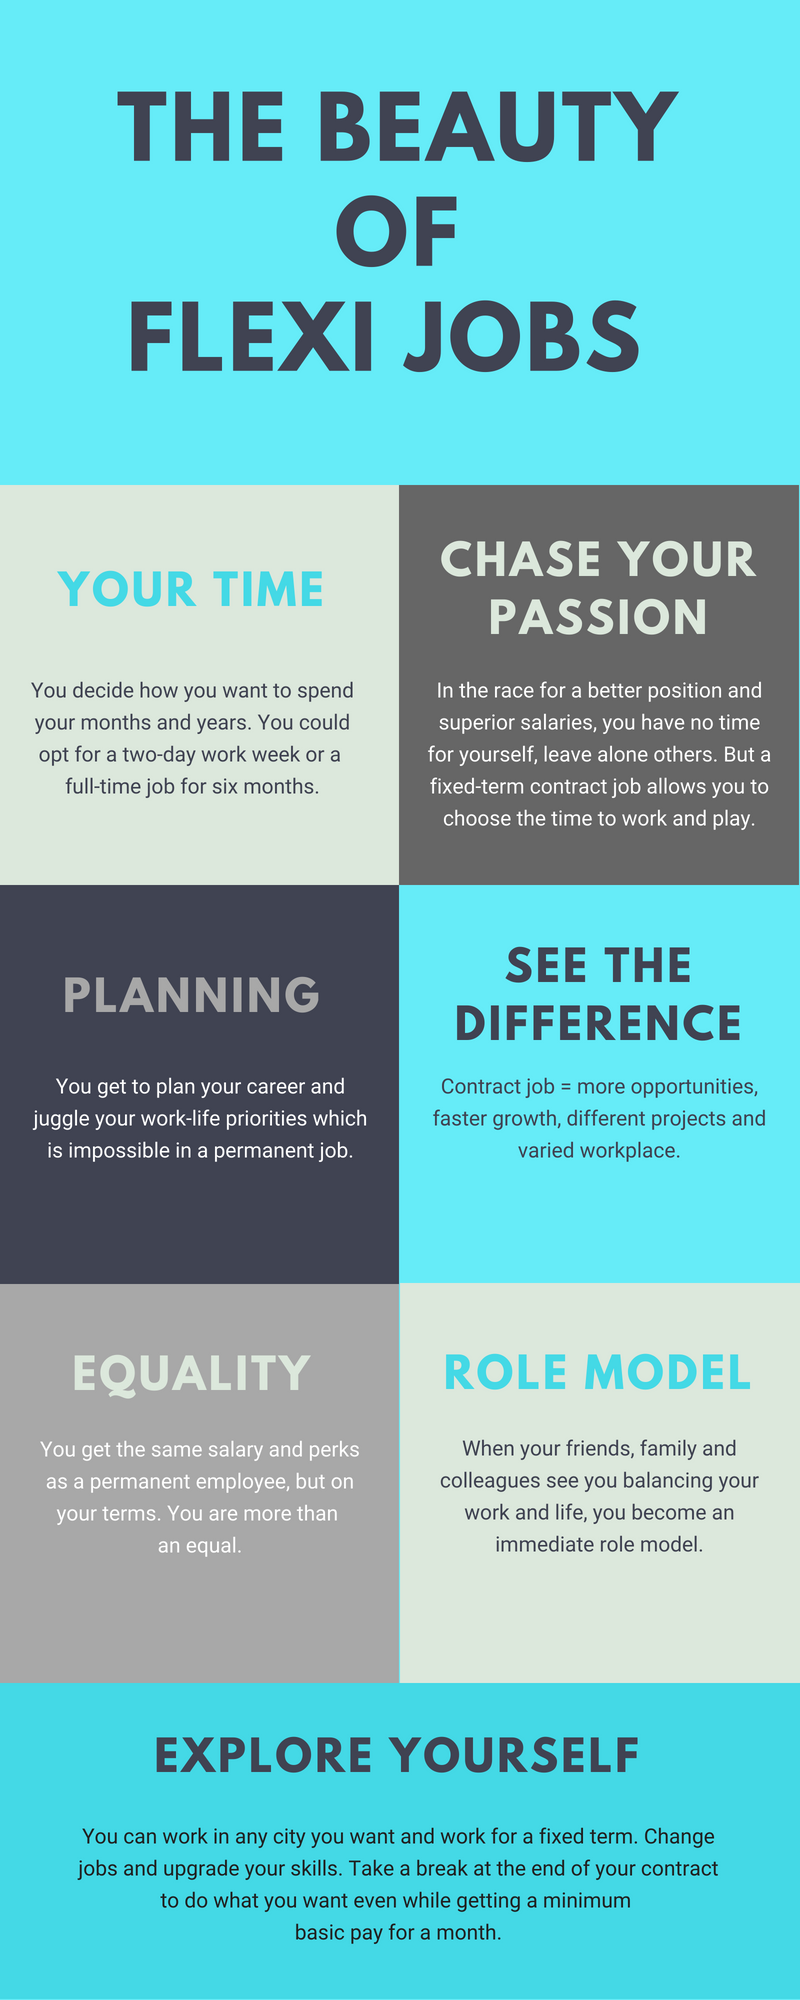 THE BEAUTY
OF
FLEXI JOBS
YOUR TIME
You decide how you want to spend
your months and years. You could
opt for a two-day work week or a
full-time job for six months.
CHASE YOUR
PASSION
In the race for a better position and
superior salaries, you have no time
for yourself, leave alone others. But a
fixed-term contract job allows you to
choose the time to work and play.
PLANNING
You get to plan your career and
juggle your work-life priorities which
is impossible in a permanent job.
SEE THE
DIFFERENCE
Contract job = more opportunities,
faster growth, different projects and
varied workplace.
EQUALITY
You get the same salary and perks
as a permanent employee, but on
your terms. You are more than
an equal.
ROLE MODEL
When your friends, family and
colleagues see you balancing your
work and life, you become an
immediate role model.
EXPLORE YOURSELF
You can work in any city you want and work for a fixed term. Change
jobs and upgrade your skills. Take a break at the end of your contract
to do what you want even while getting a minimum
basic pay for a month.